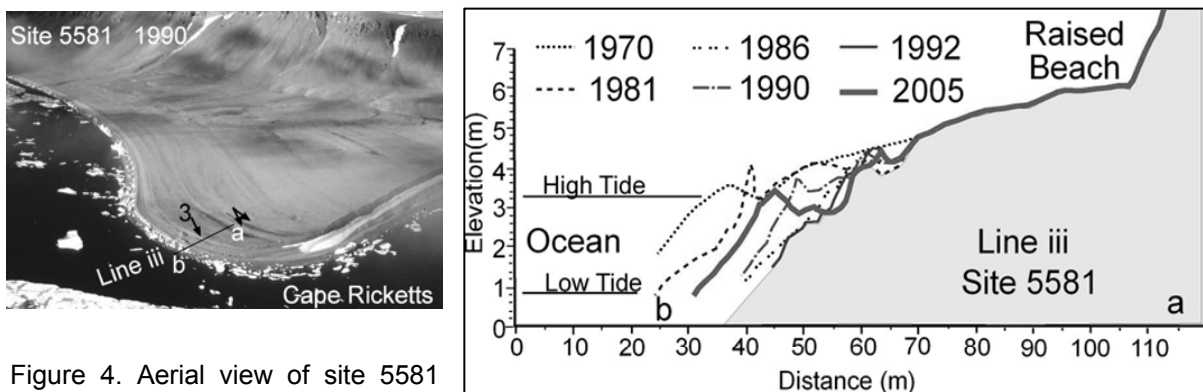 Site 5581 1990
3
4
a
Line iii
b
Cape Ricketts
Figure 4. Aerial view of site 5581
1970 1986 1992
1981 1990 2005
Raised
Beach
Elevation(m)
7
6
5
4
3
2
1
0
High Tide
Ocean
Low Tide
b
Line iii
Site 5581
a
0 10 20 30 40 50 60 70 80 90 100 110
Distance (m)